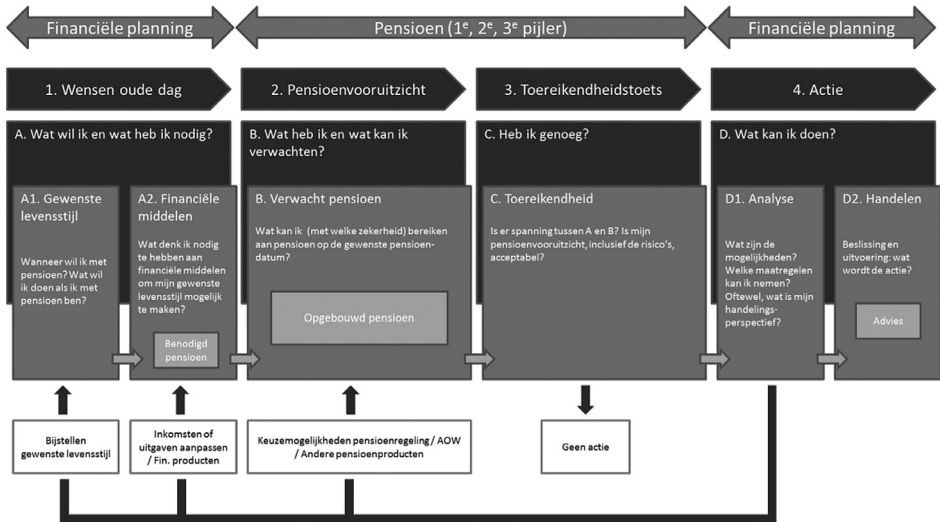 Financiële planning
Pensioen (1e, 2e, 3e pijler)
Financiële planning
1. Wensen oude dag
2. Pensioenvooruitzicht
3. Toereikendheidstoets
4. Actie
A. Wat wil ik en wat heb ik nodig?
B. Wat heb ik en wat kan ik
verwachten?
C. Heb ik genoeg?
D. Wat kan ik doen?
A1. Gewenste
levensstijl
Wanneer wil ik met
pensioen? Wat wil
ik doen als ik met
pensioen ben?
A2. Financiële
middelen
Wat denk ik nodig
te hebben aan
financiële middelen
om mijn gewenste
levensstijl mogelijk
te maken?
Benodigd
pensioen
B. Verwacht pensioen
Wat kan ik (met welke zekerheid) bereiken
aan pensioen op de gewenste pensioen-
datum?
Opgebouwd pensioen
C. Toereikendheid
Is er spanning tussen A en B? Is mijn
pensioenvooruitzicht, inclusief de risico's,
acceptabel?
D1. Analyse
Wat zijn de
mogelijkheden?
Welke maatregelen
kan ik nemen?
Oftewel, wat is mijn
handelings-
perspectief?
D2. Handelen
Beslissing en
uitvoering: wat
wordt de actie?
Advies
Bijstellen
gewenste levensstijl
Inkomsten of
uitgaven aanpassen
/ Fin. producten
Keuzemogelijkheden pensioenregeling / AOW
/ Andere pensioenproducten
Geen actie